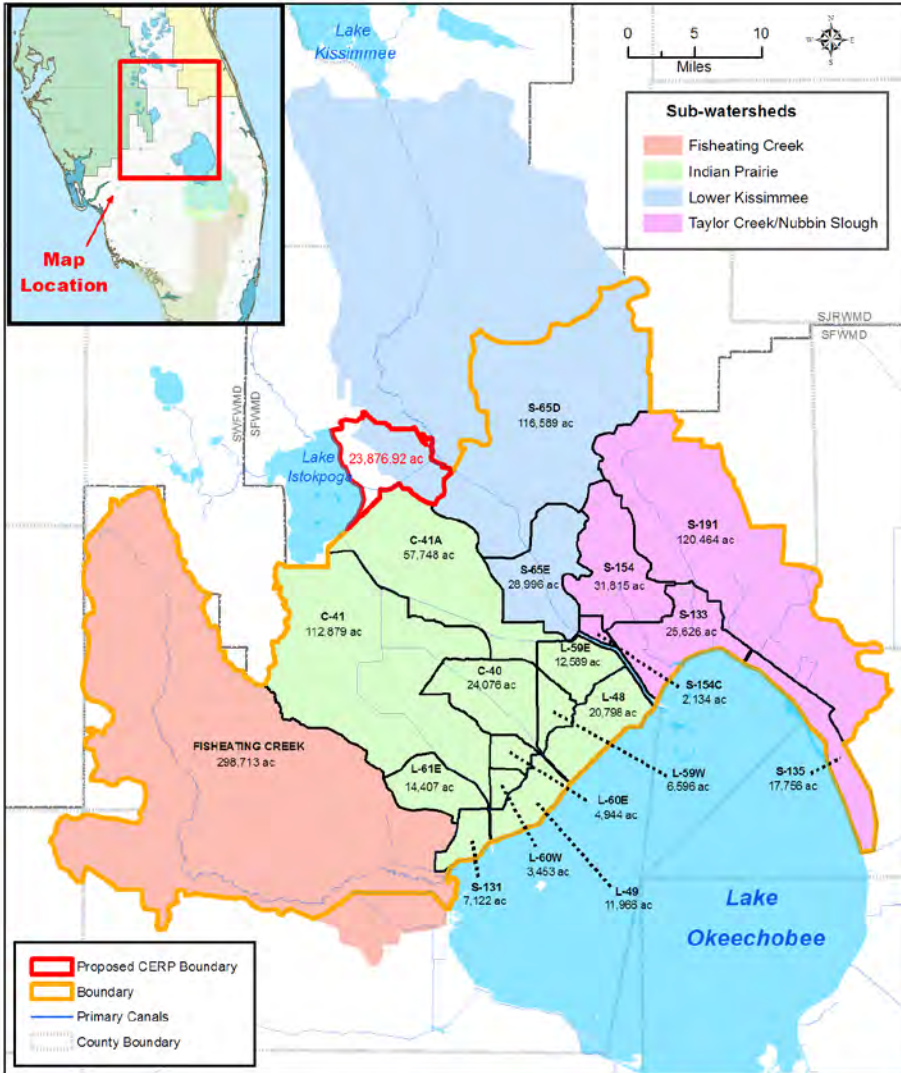 Lake
Kissimmee
0 5 10
Miles
N
W E
S
Sub-watersheds
Fisheating Creek
Indian Prairie
Lower Kissimmee
Taylor Creek/Nubbin Slough
Map
Location
SJRWMD
SFWMD
SWFWMD
SFWMD
S-65D
116,589 ac
23,876.92 ac
Lake
Istokpoga
S-191
120,464 ac
C-41A
57,748 ac
S-65E
28,996 ac
S-154
31,815 ac
S-133
25,626 ac
C-41
112,879 ac
L-59E
12,589 ac
C-40
24,076 ac
S-154C
2,134 ac
L-48
20,798 ac
FISHEATING CREEK
298,713 ac
L-61E
14,407 ac
L-59W
6,596 ac
S-135
17,756 ac
L-60E
4,944 ac
L-60W
3,453 ac
S-131
7,122 ac
L-49
11,966 ac
Lake
Okeechobee
Proposed CERP Boundary
Boundary
Primary Canals
County Boundary